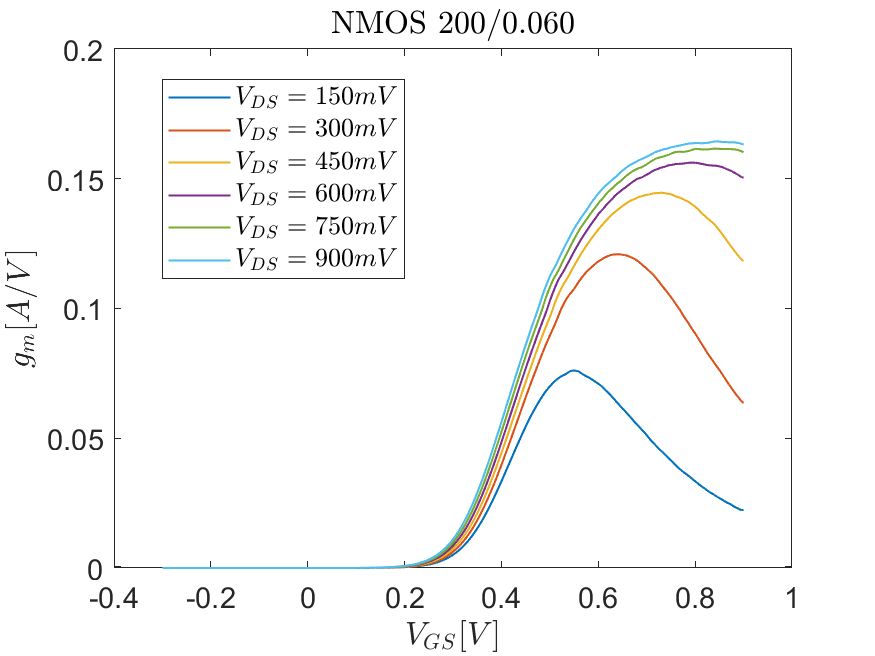 NMOS 200/0.060
0.2
0.15
0.1
0.05
0
V_DS = 150mV
V_DS = 300mV
V_DS = 450mV
V_DS = 600mV
V_DS = 750mV
V_DS = 900mV
g_m[A/V]
-0.4 -0.2 0 0.2 0.4 0.6 0.8 1
V_GS[V]